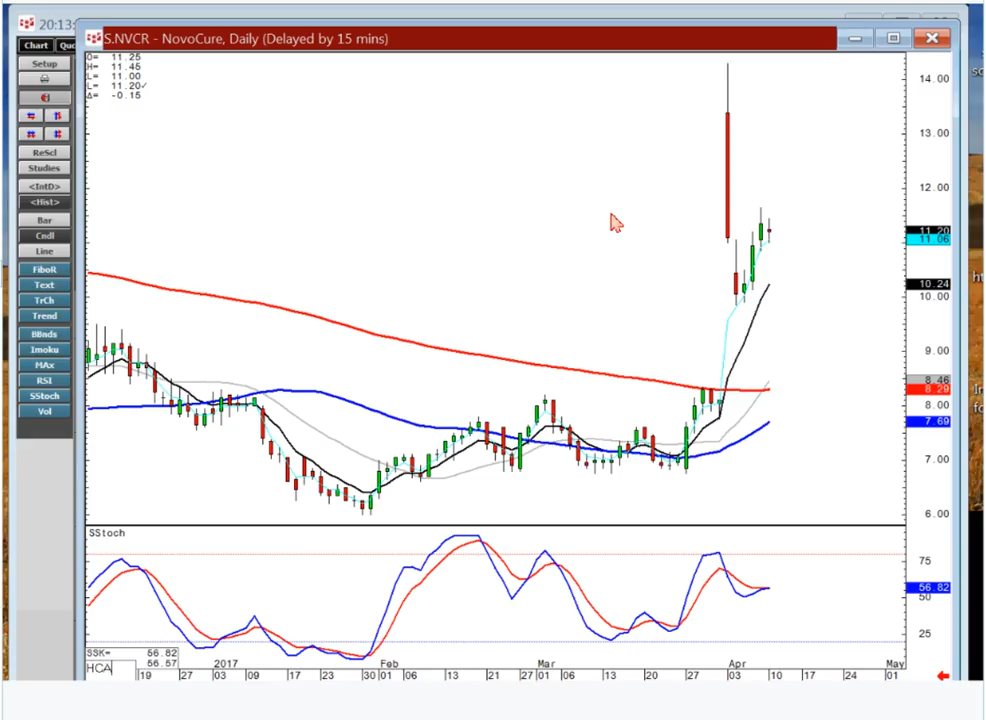 20:13:
S.NVCR - NovoCure, Daily (Delayed by 15 mins)
Chart
Setup
ReScl
Studies
<IntD>
<Hist>
Bar
Cndl
Line
FiboR
Text
TrCh
Trend
BBnds
Imoku
MAx
RSI
SStoch
Vol
O= 11.25
H= 11.45
L= 11.00
L= 11.20✓
Δ= -0.15
14.00
13.00
12.00
11.20
11.06
10.24
10.00
9.00
8.46
8.29
8.00
7.69
7.00
6.00
SStoch
75
56.82
50
25
SSK= 56.82
56.57
HCA
2017 Feb Mar Apr May
19 27 03 09 17 23 30 01 06 13 21 27 01 06 13 20 27 03 10 17 24 01